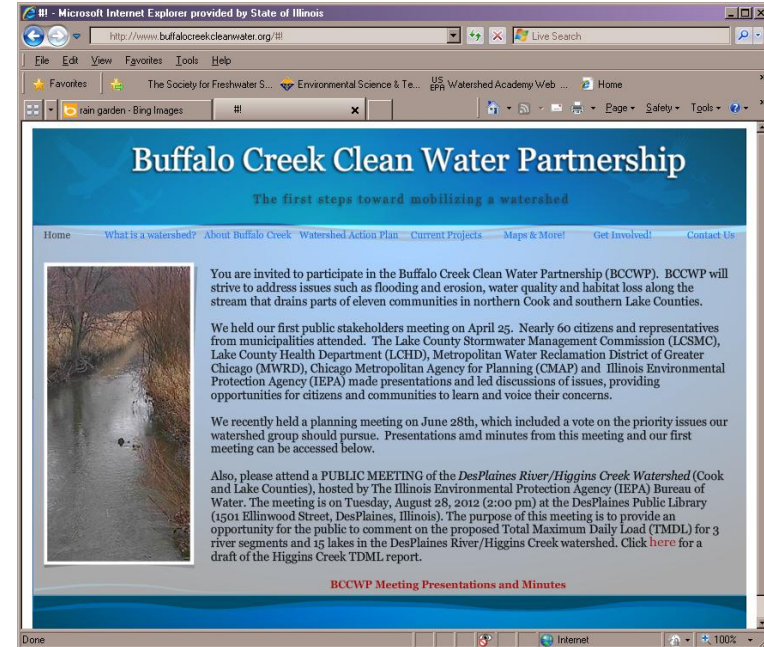 #! - Microsoft Internet Explorer provided by State of Illinois
http://www.buffalocreekcleanwater.org/#!
Live Search
File Edit View Favorites Tools Help
Favorites The Society for Freshwater S... Environmental Science & Te... US EPA Watershed Academy Web ... Home
rain garden - Bing Images #! Page Safety Tools
Buffalo Creek Clean Water Partnership
The first steps toward mobilizing a watershed
Home What is a watershed? About Buffalo Creek Watershed Action Plan Current Projects Maps & More! Get Involved! Contact Us
You are invited to participate in the Buffalo Creek Clean Water Partnership (BCCWP). BCCWP will
strive to address issues such as flooding and erosion, water quality and habitat loss along the
stream that drains parts of eleven communities in northern Cook and southern Lake Counties.
We held our first public stakeholders meeting on April 25. Nearly 60 citizens and representatives
from municipalities attended. The Lake County Stormwater Management Commission (LCSMC),
Lake County Health Department (LCHD), Metropolitan Water Reclamation District of Greater
Chicago (MWRD), Chicago Metropolitan Agency for Planning (CMAP) and Illinois Environmental
Protection Agency (IEPA) made presentations and led discussions of issues, providing
opportunities for citizens and communities to learn and voice their concerns.
We recently held a planning meeting on June 28th, which included a vote on the priority issues our
watershed group should pursue. Presentations amd minutes from this meeting and our first
meeting can be accessed below.
Also, please attend a PUBLIC MEETING of the DesPlaines River/Higgins Creek Watershed (Cook
and Lake Counties), hosted by The Illinois Environmental Protection Agency (IEPA) Bureau of
Water. The meeting is on Tuesday, August 28, 2012 (2:00 pm) at the DesPlaines Public Library
(1501 Ellinwood Street, DesPlaines, Illinois). The purpose of this meeting is to provide an
opportunity for the public to comment on the proposed Total Maximum Daily Load (TMDL) for 3
river segments and 15 lakes in the DesPlaines River/Higgins Creek watershed. Click here for a
draft of the Higgins Creek TDML report.
BCCWP Meeting Presentations and Minutes
Done Internet 100%